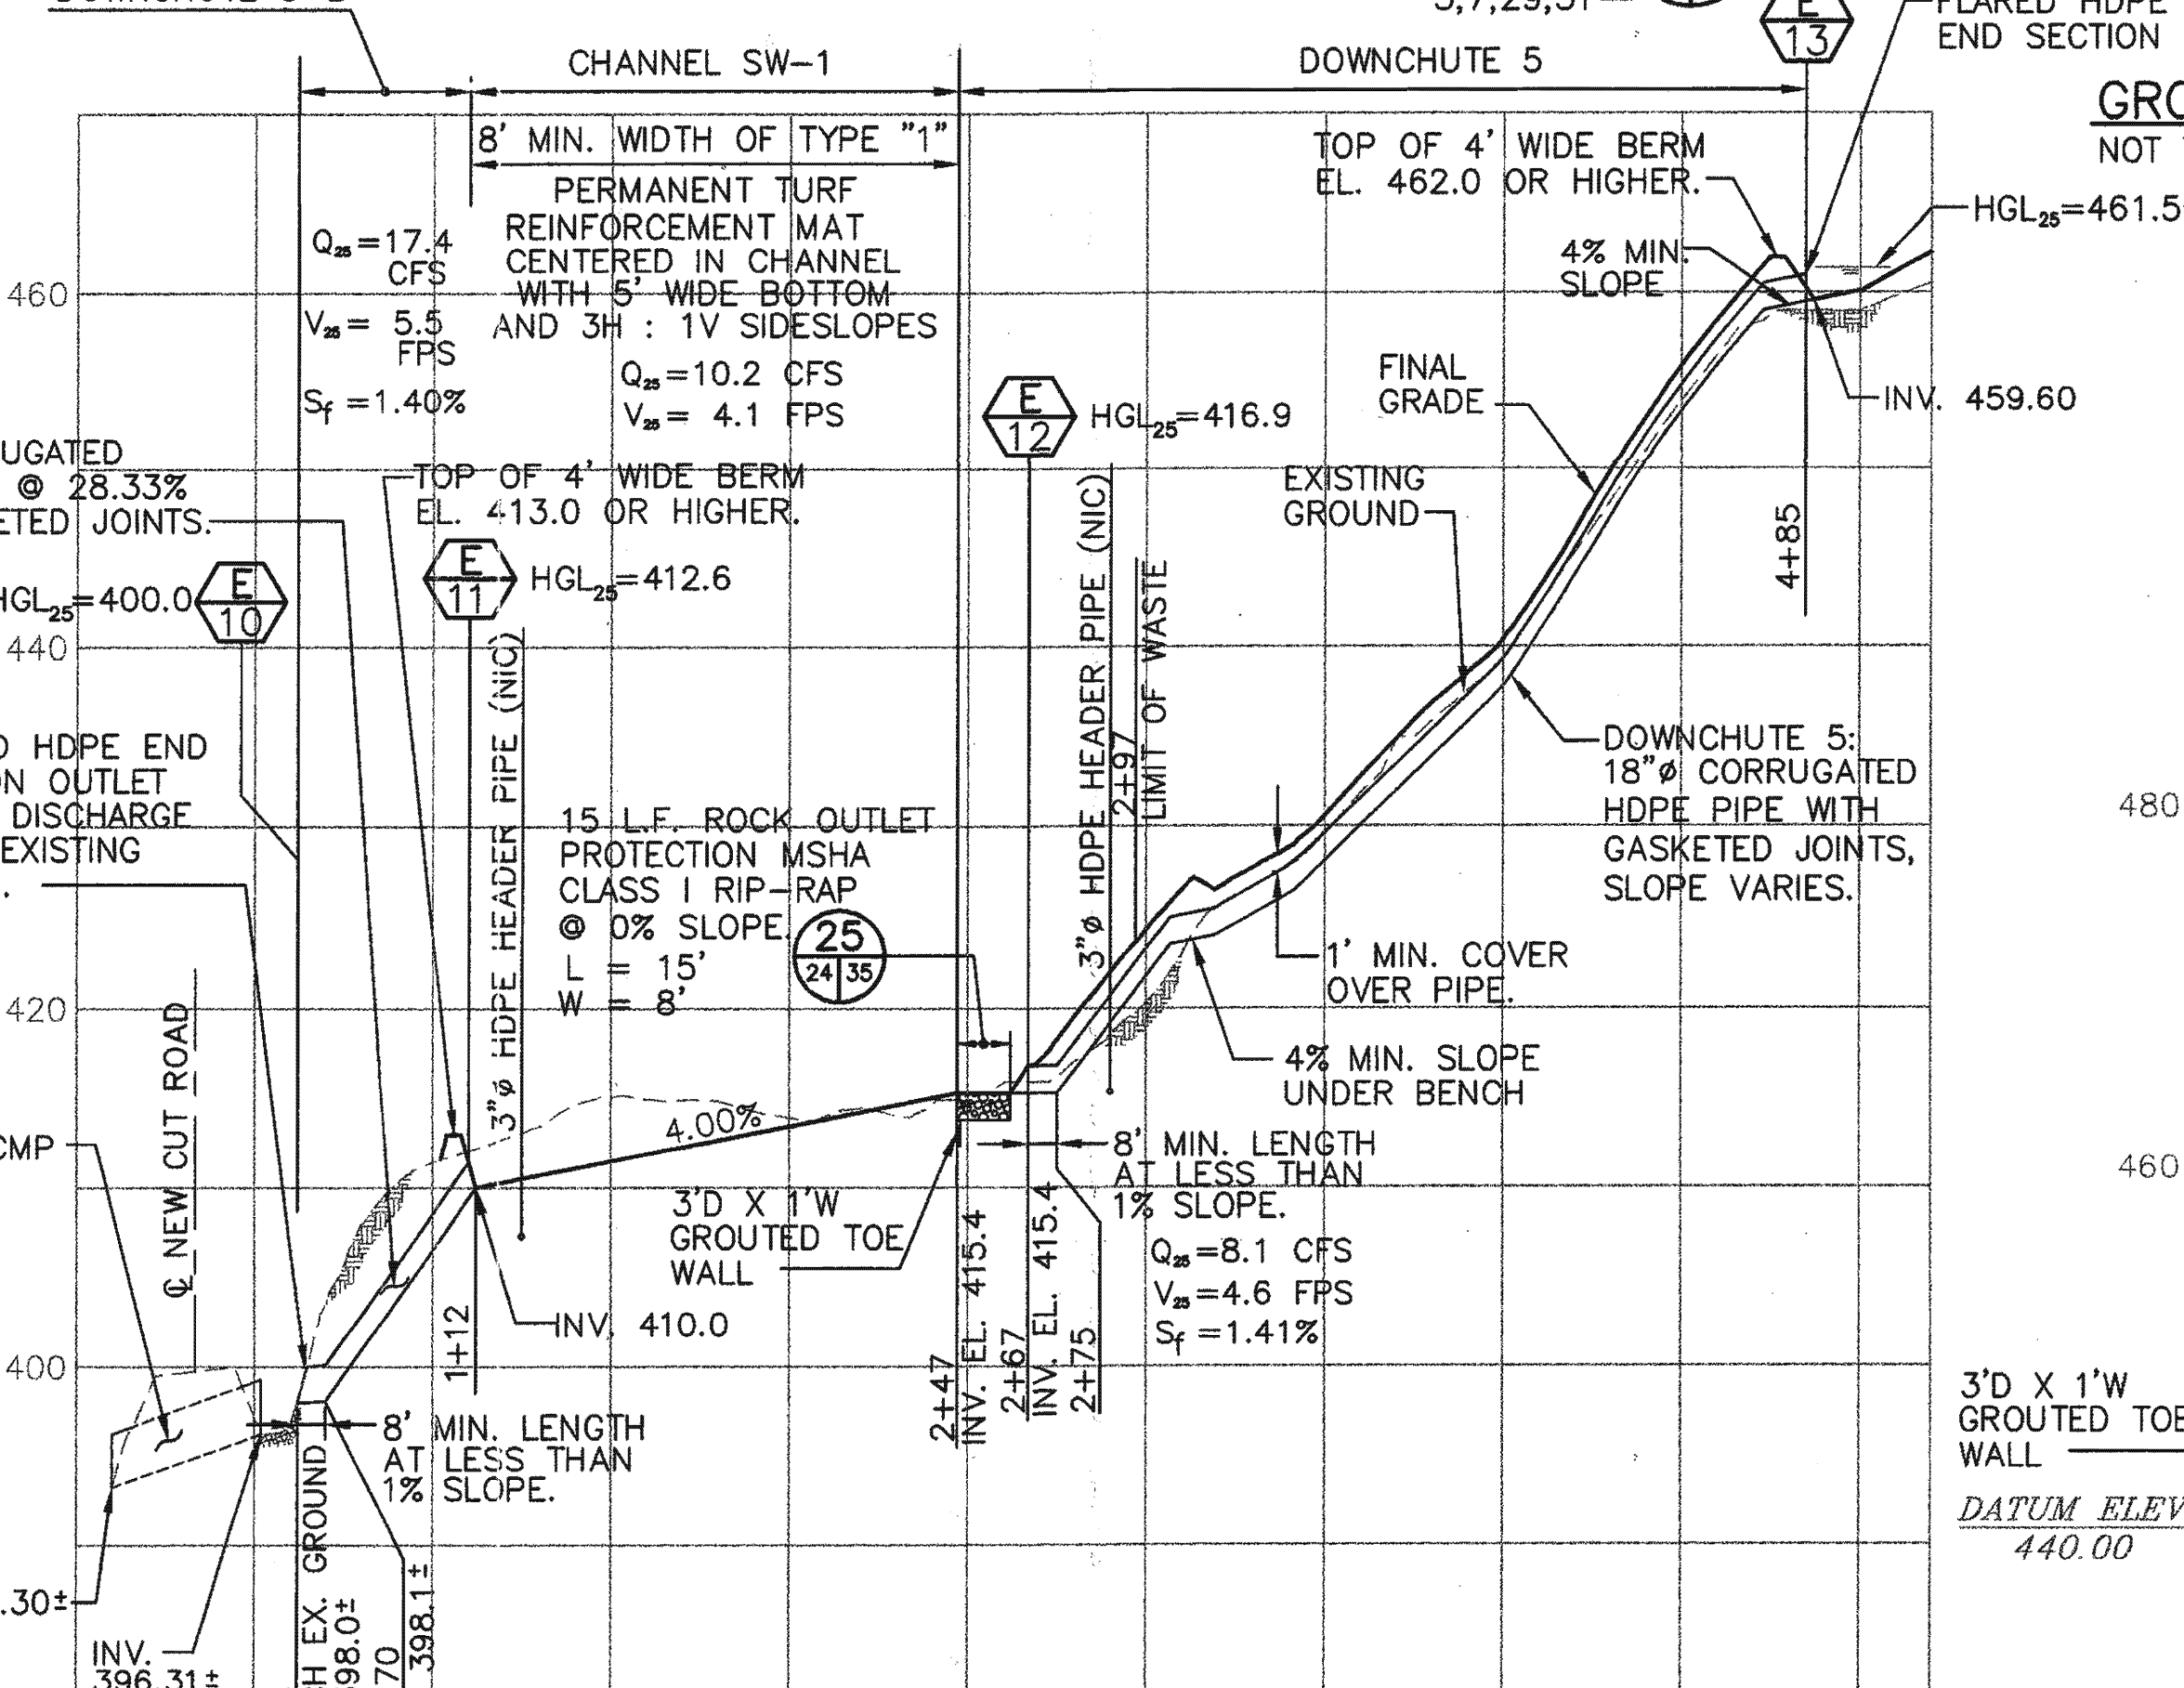 CHANNEL SW-1
DOWNCHUTE 5
E
13
END SECTION
8' MIN. WIDTH OF TYPE "1"
PERMANENT TURF
REINFORCEMENT MAT
CENTERED IN CHANNEL
WITH 5' WIDE BOTTOM
AND 3H : 1V SIDESLOPES
Q25=10.2 CFS
V25= 4.1 FPS
Q25=17.4
CFS
V25= 5.5
FPS
Sf =1.40%
TOP OF 4' WIDE BERM
EL. 462.0 OR HIGHER.
NOT
HGL25=461.5
4% MIN.
SLOPE
INV. 459.60
FINAL
GRADE
EXISTING
GROUND
4+85
460
440
420
400
UGATED
@ 28.33%
ETED JOINTS.
TOP OF 4' WIDE BERM
EL. 413.0 OR HIGHER.
E
12
HGL25=416.9
E
11
HGL25=412.6
HGL25=400.0
E
10
3"ø HDPE HEADER PIPE (NIC)
3"ø HDPE HEADER PIPE (NIC)
2+97
LIMIT OF WASTE
HDPE END
OUTLET
DISCHARGE
EXISTING
15 L.F. ROCK OUTLET
PROTECTION MSHA
CLASS I RIP-RAP
@ 0% SLOPE.
L = 15'
W = 8'
25
24 35
DOWNCHUTE 5:
18"ø CORRUGATED
HDPE PIPE WITH
GASKETED JOINTS,
SLOPE VARIES.
1' MIN. COVER
OVER PIPE.
4% MIN. SLOPE
UNDER BENCH
480
460
℄ NEW CUT ROAD
CMP
4.00%
3'D X 1'W
GROUTED TOE
WALL
8' MIN. LENGTH
AT LESS THAN
1% SLOPE.
Q25=8.1 CFS
V25=4.6 FPS
Sf =1.41%
INV. 410.0
1+12
2+47
INV. EL. 415.4
2+67
INV. EL. 415.4
2+75
8' MIN. LENGTH
AT LESS THAN
1% SLOPE.
3'D X 1'W
GROUTED TOE
WALL
DATUM ELEV
440.00
.30±
INV.
396.31±
EX. GROUND
98.0±
70
398.1±